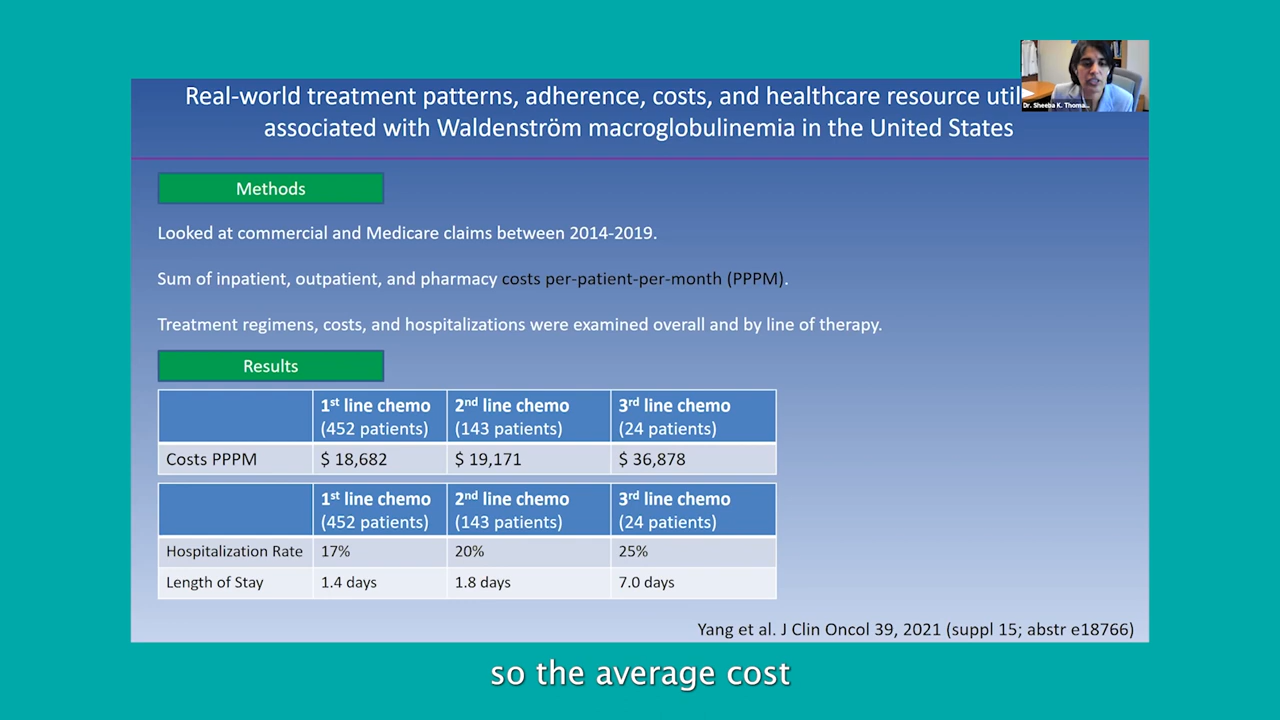 Real-world treatment patterns, adherence, costs, and healthcare resource util
associated with Waldenström macroglobulinemia in the United States
Dr. Sheeba K. Thoma...
Methods
Looked at commercial and Medicare claims between 2014-2019.
Sum of inpatient, outpatient, and pharmacy costs per-patient-per-month (PPPM).
Treatment regimens, costs, and hospitalizations were examined overall and by line of therapy.
Results
1st line chemo 2nd line chemo 3rd line chemo
(452 patients) (143 patients) (24 patients)
Costs PPPM $ 18,682 $ 19,171 $ 36,878
1st line chemo 2nd line chemo 3rd line chemo
(452 patients) (143 patients) (24 patients)
Hospitalization Rate 17% 20% 25%
Length of Stay 1.4 days 1.8 days 7.0 days
Yang et al. J Clin Oncol 39, 2021 (suppl 15; abstr e18766)
so the average cost